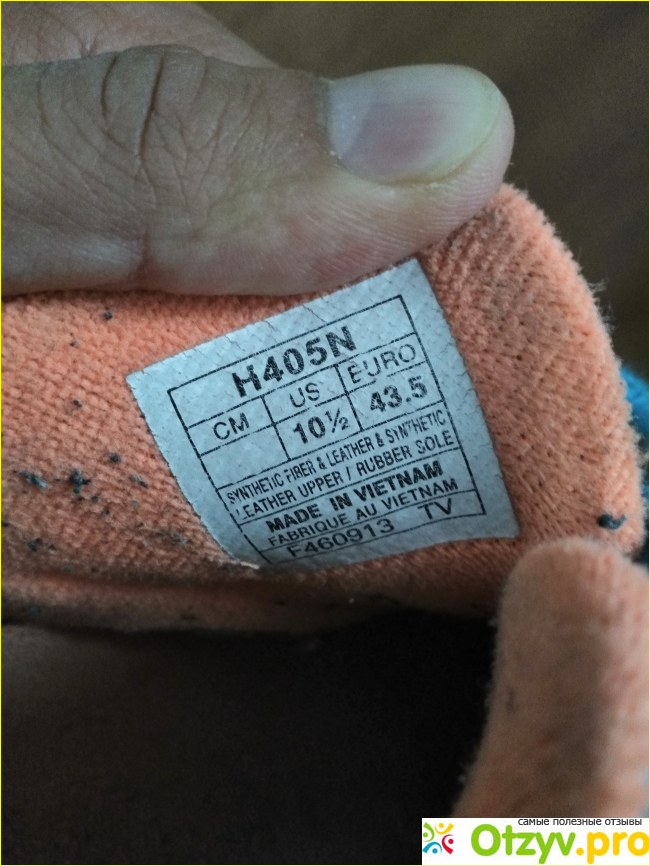 H405N
CM US EURO
10½ 43.5
SYNTHETIC FIBER & LEATHER & SYNTHETIC
LEATHER UPPER / RUBBER SOLE
MADE IN VIETNAM
FABRIQUE AU VIETNAM
F460913 TV
самые полезные отзывы
Otzyv.pro